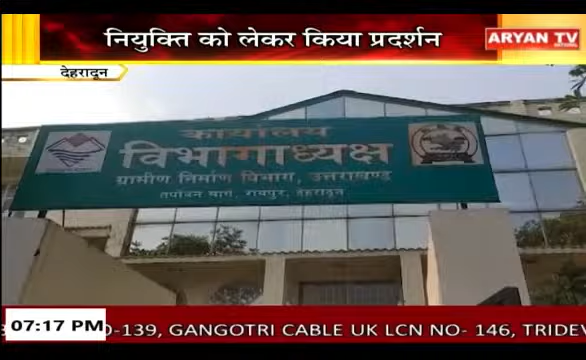 नियुक्ति को लेकर किया प्रदर्शन
ARYAN TV
NATIONAL
देहरादून
कार्यालय
विभागाध्यक्ष
ग्रामीण निर्माण विभाग, उत्तराखण्ड
तपोवन मार्ग, रायपुर, देहरादून
07:17 PM
O-139, GANGOTRI CABLE UK LCN NO- 146, TRIDEV